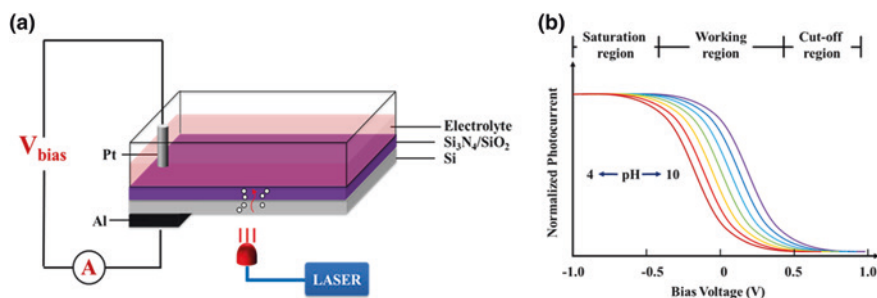 (a)
V bias
Pt
Al
A
Electrolyte
Si₃N₄/SiO₂
Si
LASER
(b)
Saturation region
Working region
Cut-off region
Normalized Photocurrent
4 ← pH → 10
-1.0 -0.5 0 0.5 1.0
Bias Voltage (V)